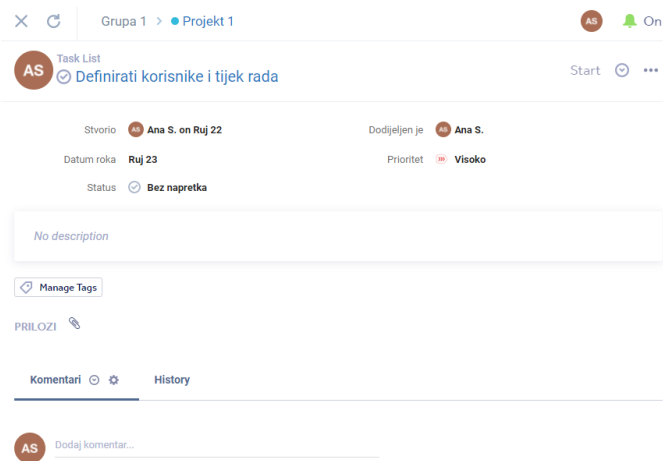 Grupa 1 > Projekt 1
AS
On
AS
Task List
Definirati korisnike i tijek rada
Start
Stvorio AS Ana S. on Ruj 22
Dodijeljen je AS Ana S.
Datum roka Ruj 23
Prioritet Visoko
Status Bez napretka
No description
Manage Tags
PRILOZI
Komentari
History
AS
Dodaj komentar...